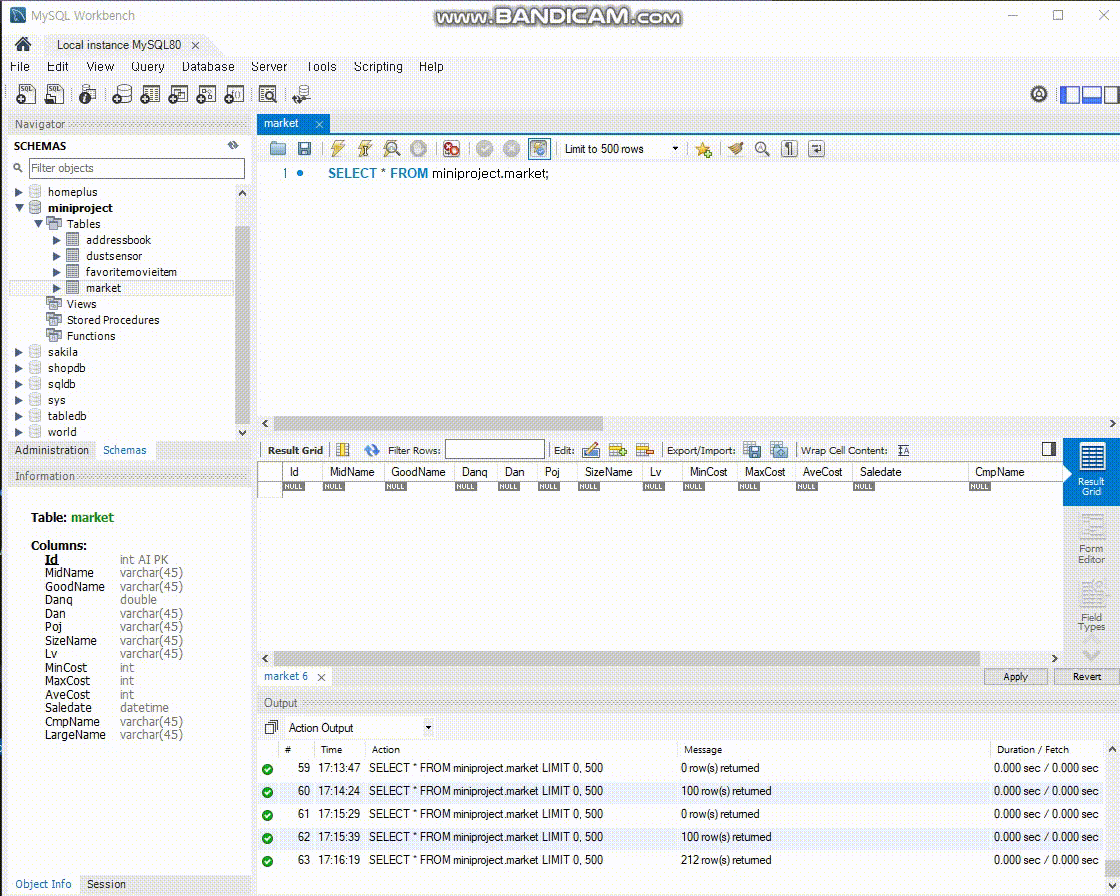 MySQL Workbench
www.BANDICAM.com
Local instance MySQL80
File Edit View Query Database Server Tools Scripting Help
Navigator
SCHEMAS
Filter objects
homeplus
miniproject
Tables
addressbook
dustsensor
favoritemovieitem
market
Views
Stored Procedures
Functions
sakila
shopdb
sqldb
sys
tabledb
world
Administration Schemas
Information
Table: market
Columns:
Id int AI PK
MidName varchar(45)
GoodName varchar(45)
Danq double
Dan varchar(45)
Poj varchar(45)
SizeName varchar(45)
Lv varchar(45)
MinCost int
MaxCost int
AveCost int
Saledate datetime
CmpName varchar(45)
LargeName varchar(45)
Object Info Session
market
Limit to 500 rows
1 SELECT * FROM miniproject.market;
Result Grid Filter Rows: Edit: Export/Import: Wrap Cell Content:
Id MidName GoodName Danq Dan Poj SizeName Lv MinCost MaxCost AveCost Saledate CmpName
NULL NULL NULL NULL NULL NULL NULL NULL NULL NULL NULL NULL NULL
Result
Grid
Form
Editor
Field
Types
market 6 Apply Revert
Output
Action Output
# Time Action Message Duration / Fetch
59 17:13:47 SELECT * FROM miniproject.market LIMIT 0, 500 0 row(s) returned 0.000 sec / 0.000 sec
60 17:14:24 SELECT * FROM miniproject.market LIMIT 0, 500 100 row(s) returned 0.000 sec / 0.000 sec
61 17:15:29 SELECT * FROM miniproject.market LIMIT 0, 500 0 row(s) returned 0.000 sec / 0.000 sec
62 17:15:39 SELECT * FROM miniproject.market LIMIT 0, 500 100 row(s) returned 0.000 sec / 0.000 sec
63 17:16:19 SELECT * FROM miniproject.market LIMIT 0, 500 212 row(s) returned 0.000 sec / 0.000 sec